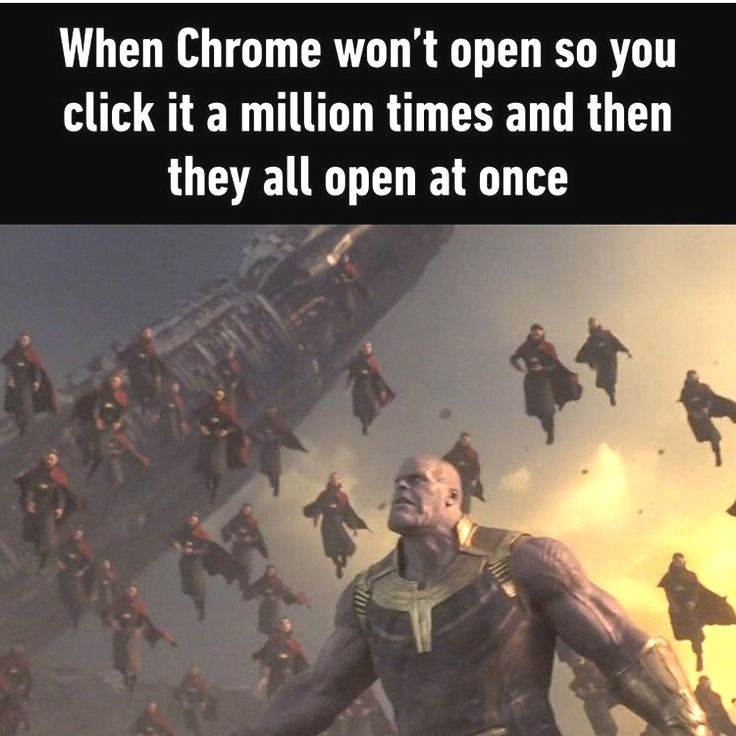 When Chrome won’t open so you
click it a million times and then
they all open at once